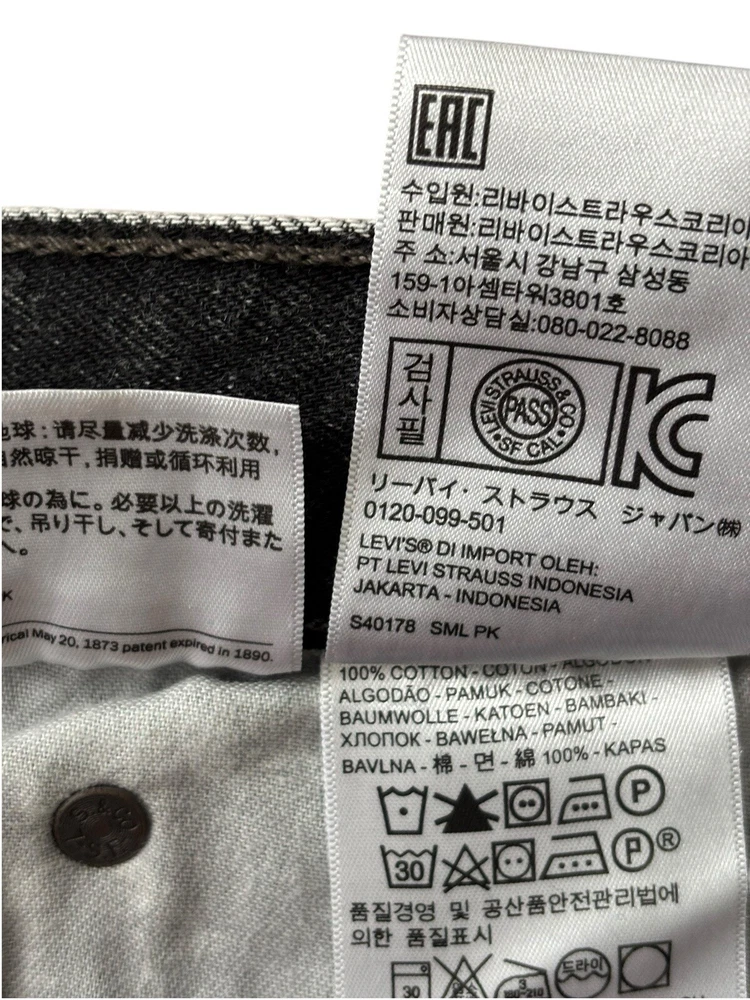 EAC
수입원:리바이스트라우스코리아
판매원:리바이스트라우스코리아
주 소:서울시 강남구 삼성동
159-1아셈타워3801호
소비자상담실:080-022-8088
검사필
LEVI STRAUSS & CO
PASS
SF CAL
KC
リーバイ・ストラウス ジャパン㈱
0120-099-501
LEVI'S® DI IMPORT OLEH:
PT LEVI STRAUSS INDONESIA
JAKARTA - INDONESIA
S40178 SML PK
球：请尽量减少洗涤次数，
然晾干，捐赠或循环利用
球の為に。必要以上の洗濯
、吊り干し、そして寄付また
へ。
K
rical May 20, 1873 patent expired in 1890.
100% COTTON - COTON - ALGODON
ALGODÃO - PAMUK - COTONE -
BAUMWOLLE - KATOEN - BAMBAKI -
ХЛОПОК - BAWEŁNA - PAMUT -
BAVLNA - 棉 - 면 - 綿 100% - KAPAS
P
30 P®
품질경영 및 공산품안전관리법에
의한 품질표시
30 3 드라이
S & CO
S.F.